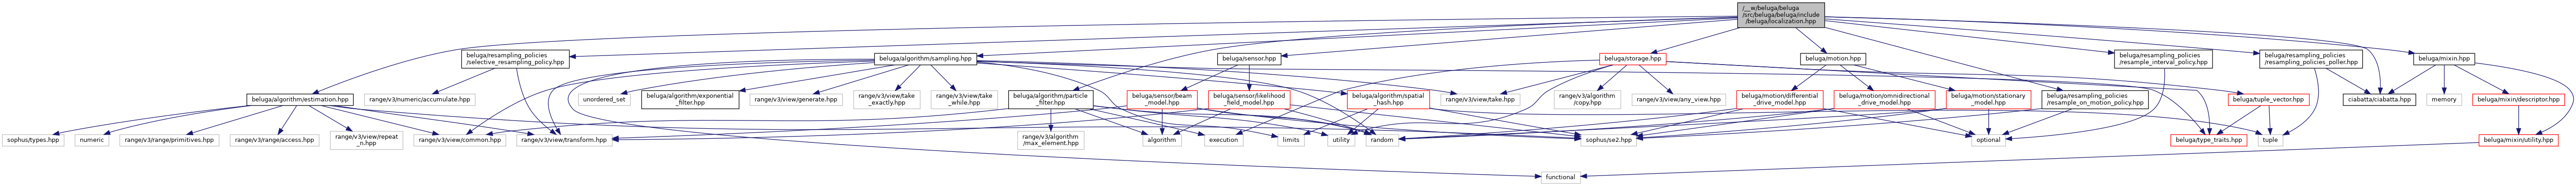 /__w/beluga/beluga
/src/beluga/beluga/include
/beluga/localization.hpp
beluga/resampling_policies
/selective_resampling_policy.hpp
beluga/algorithm/sampling.hpp
beluga/sensor.hpp
beluga/storage.hpp
beluga/motion.hpp
beluga/resampling_policies
/resample_interval_policy.hpp
beluga/resampling_policies
/resampling_policies_poller.hpp
beluga/mixin.hpp
beluga/algorithm/estimation.hpp
range/v3/numeric/accumulate.hpp
unordered_set
beluga/algorithm/exponential
_filter.hpp
range/v3/view/generate.hpp
range/v3/view/take
_exactly.hpp
range/v3/view/take
_while.hpp
beluga/algorithm/particle
_filter.hpp
beluga/sensor/beam
_model.hpp
beluga/sensor/likelihood
_field_model.hpp
beluga/algorithm/spatial
_hash.hpp
range/v3/view/take.hpp
range/v3/algorithm
/copy.hpp
range/v3/view/any_view.hpp
beluga/motion/differential
_drive_model.hpp
beluga/motion/omnidirectional
_drive_model.hpp
beluga/motion/stationary
_model.hpp
beluga/resampling_policies
/resample_on_motion_policy.hpp
beluga/tuple_vector.hpp
ciabatta/ciabatta.hpp
memory
beluga/mixin/descriptor.hpp
sophus/types.hpp
numeric
range/v3/range/primitives.hpp
range/v3/range/access.hpp
range/v3/view/repeat
_n.hpp
range/v3/view/common.hpp
range/v3/view/transform.hpp
range/v3/algorithm
/max_element.hpp
algorithm
execution
limits
utility
random
sophus/se2.hpp
optional
beluga/type_traits.hpp
tuple
beluga/mixin/utility.hpp
functional